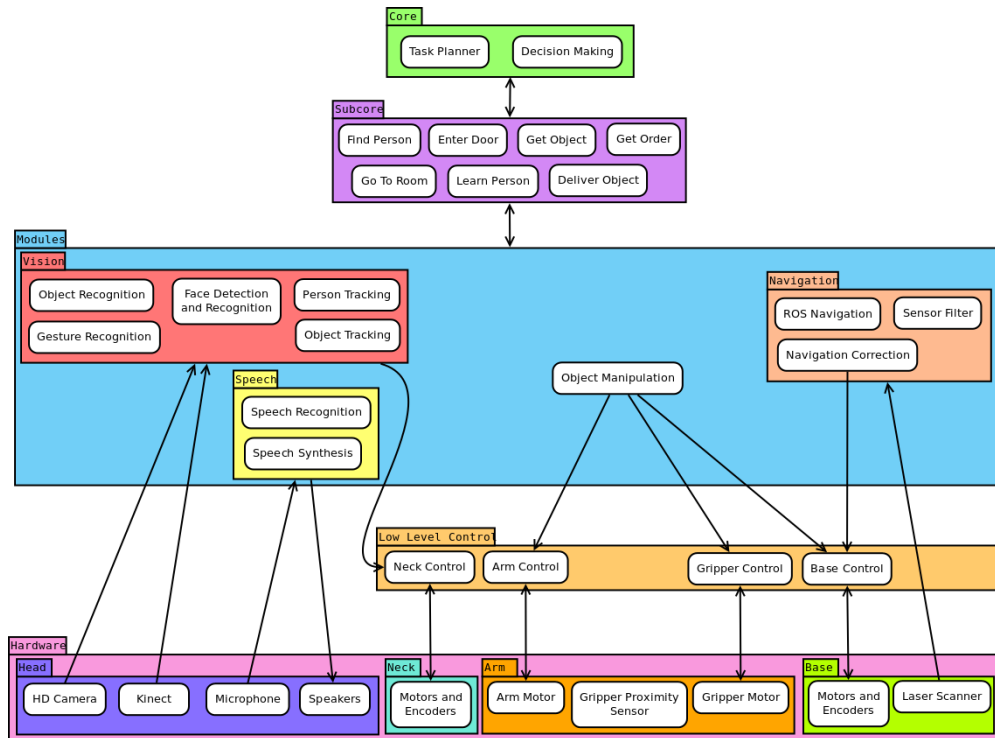 Core
Task Planner
Decision Making
Subcore
Find Person
Enter Door
Get Object
Get Order
Go To Room
Learn Person
Deliver Object
Modules
Vision
Object Recognition
Face Detection
and Recognition
Person Tracking
Gesture Recognition
Object Tracking
Speech
Speech Recognition
Speech Synthesis
Object Manipulation
Navigation
ROS Navigation
Sensor Filter
Navigation Correction
Low Level Control
Neck Control
Arm Control
Gripper Control
Base Control
Hardware
Head
HD Camera
Kinect
Microphone
Speakers
Neck
Motors and
Encoders
Arm
Arm Motor
Gripper Proximity
Sensor
Gripper Motor
Base
Motors and
Encoders
Laser Scanner